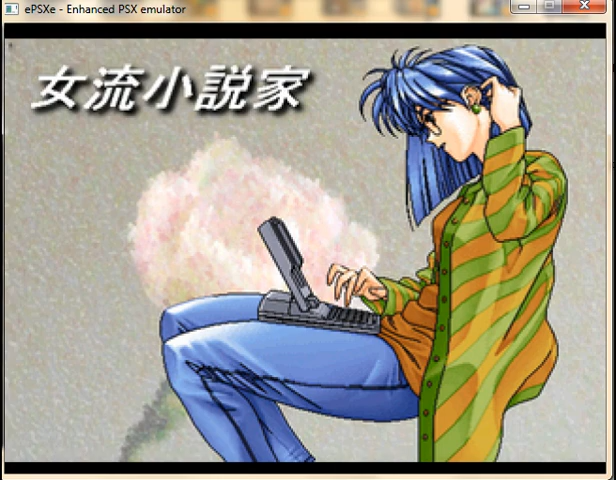 ePSXe - Enhanced PSX emulator
女流小説家